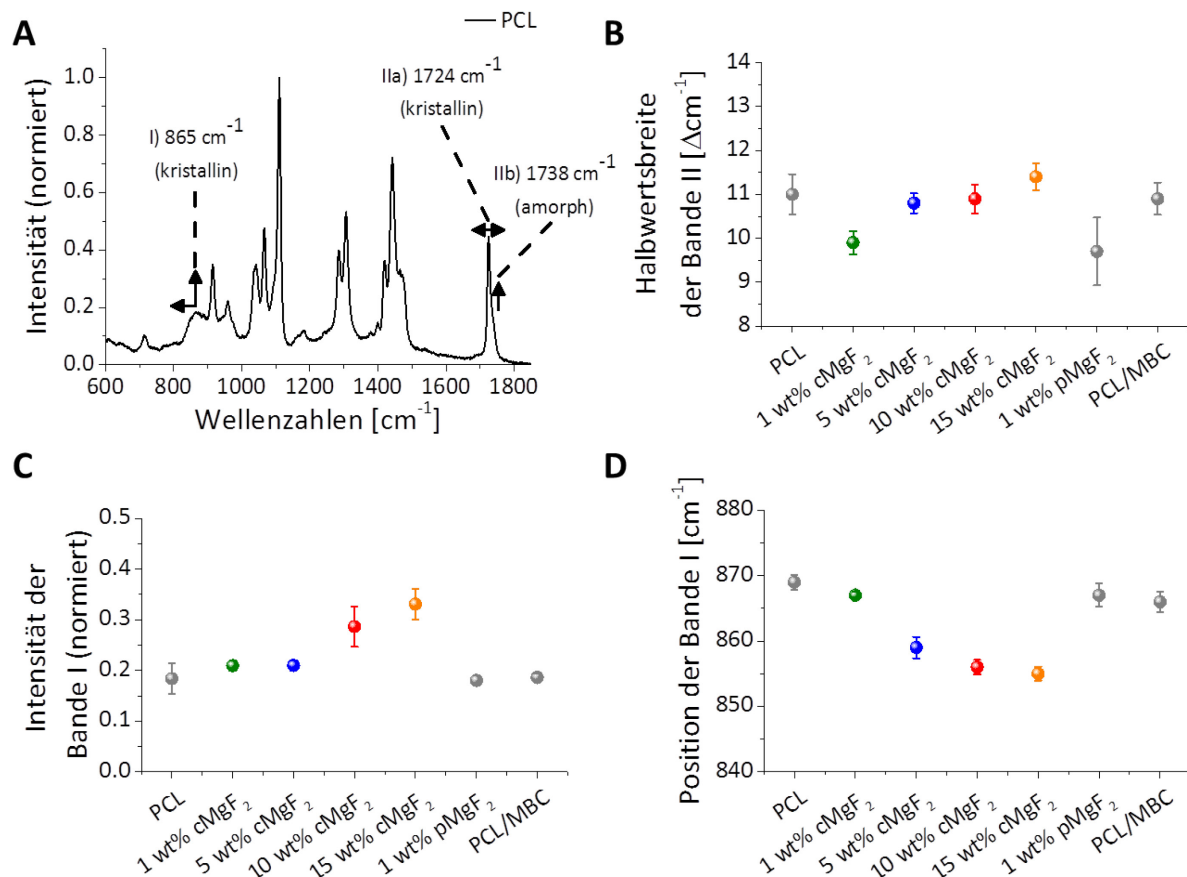 A
PCL
Intensität (normiert)
1.0
0.8
0.6
0.4
0.2
0.0
I) 865 cm⁻¹
(kristallin)
IIa) 1724 cm⁻¹
(kristallin)
IIb) 1738 cm⁻¹
(amorph)
600 800 1000 1200 1400 1600 1800
Wellenzahlen [cm⁻¹]
B
Halbwertsbreite
der Bande II [Δcm⁻¹]
14
13
12
11
10
9
8
PCL
1 wt% cMgF₂
5 wt% cMgF₂
10 wt% cMgF₂
15 wt% cMgF₂
1 wt% pMgF₂
PCL/MBC
C
Intensität der
Bande I (normiert)
0.5
0.4
0.3
0.2
0.1
0.0
PCL
1 wt% cMgF₂
5 wt% cMgF₂
10 wt% cMgF₂
15 wt% cMgF₂
1 wt% pMgF₂
PCL/MBC
D
Position der Bande I [cm⁻¹]
880
870
860
850
840
PCL
1 wt% cMgF₂
5 wt% cMgF₂
10 wt% cMgF₂
15 wt% cMgF₂
1 wt% pMgF₂
PCL/MBC